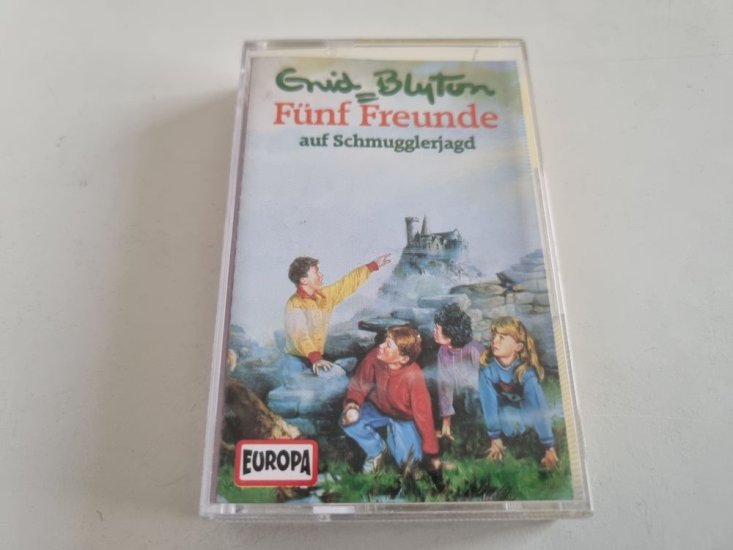 Enid Blyton
Fünf Freunde
auf Schmugglerjagd
EUROPA